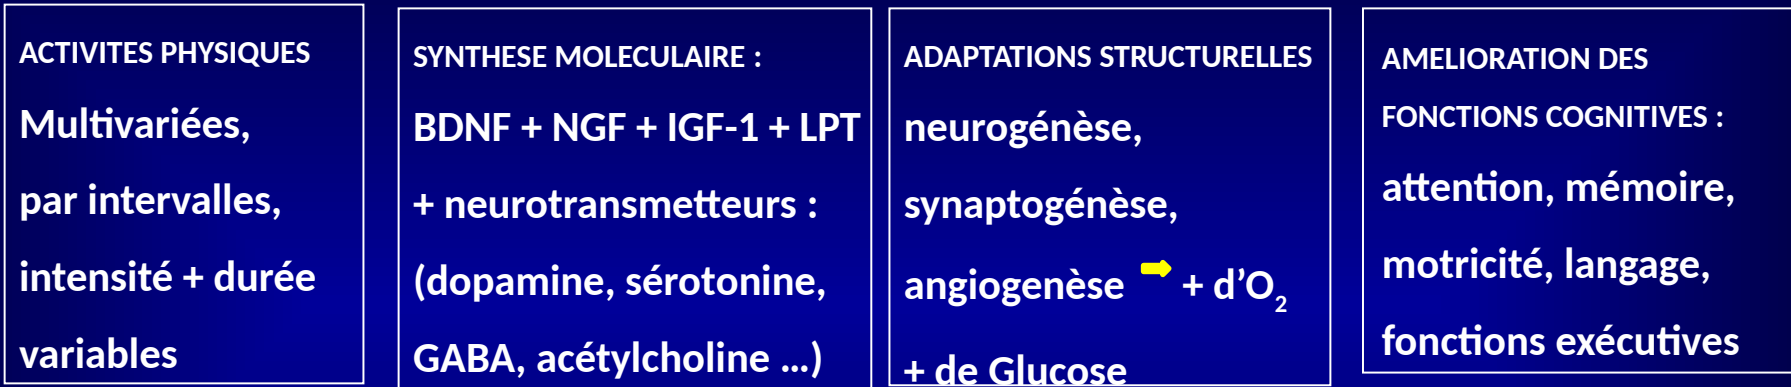 ACTIVITES PHYSIQUES
Multivariées,
par intervalles,
intensité + durée
variables
SYNTHESE MOLECULAIRE :
BDNF + NGF + IGF-1 + LPT
+ neurotransmetteurs :
(dopamine, sérotonine,
GABA, acétylcholine ...)
ADAPTATIONS STRUCTURELLES
neurogénèse,
synaptogénèse,
angiogenèse + d’O₂
+ de Glucose
AMELIORATION DES
FONCTIONS COGNITIVES :
attention, mémoire,
motricité, langage,
fonctions exécutives